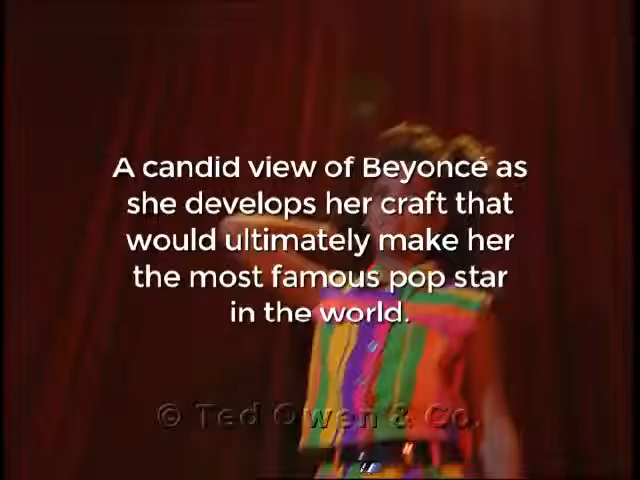 A candid view of Beyoncé as
she develops her craft that
would ultimately make her
the most famous pop star
in the world.
© Ted Owen & Co.